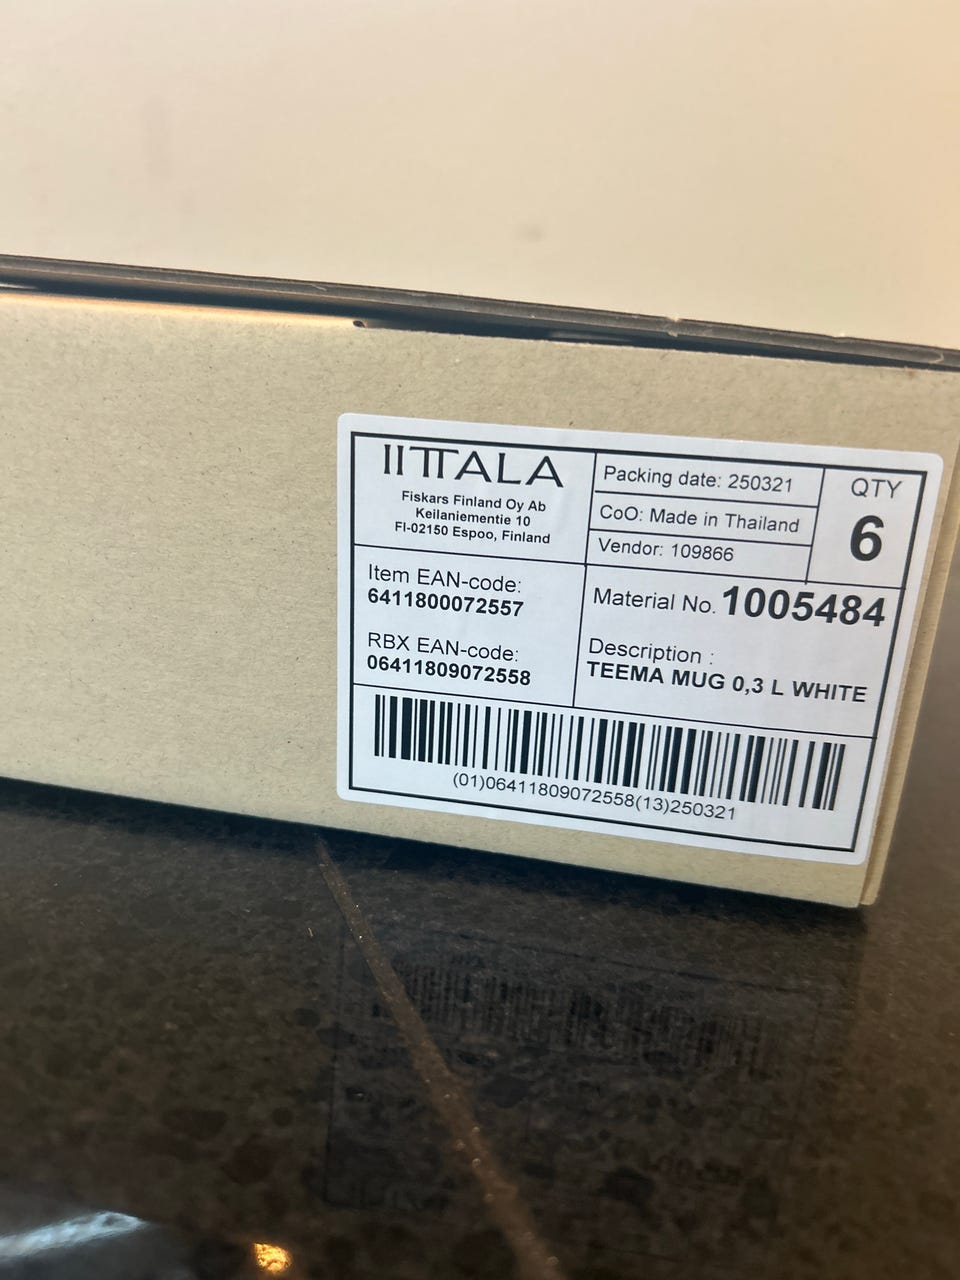 IITTALA
Fiskars Finland Oy Ab
Keilaniementie 10
FI-02150 Espoo, Finland
Packing date: 250321
CoO: Made in Thailand
Vendor: 109866
QTY
6
Item EAN-code:
6411800072557
RBX EAN-code:
06411809072558
Material No. 1005484
Description :
TEEMA MUG 0,3 L WHITE
(01)06411809072558(13)250321